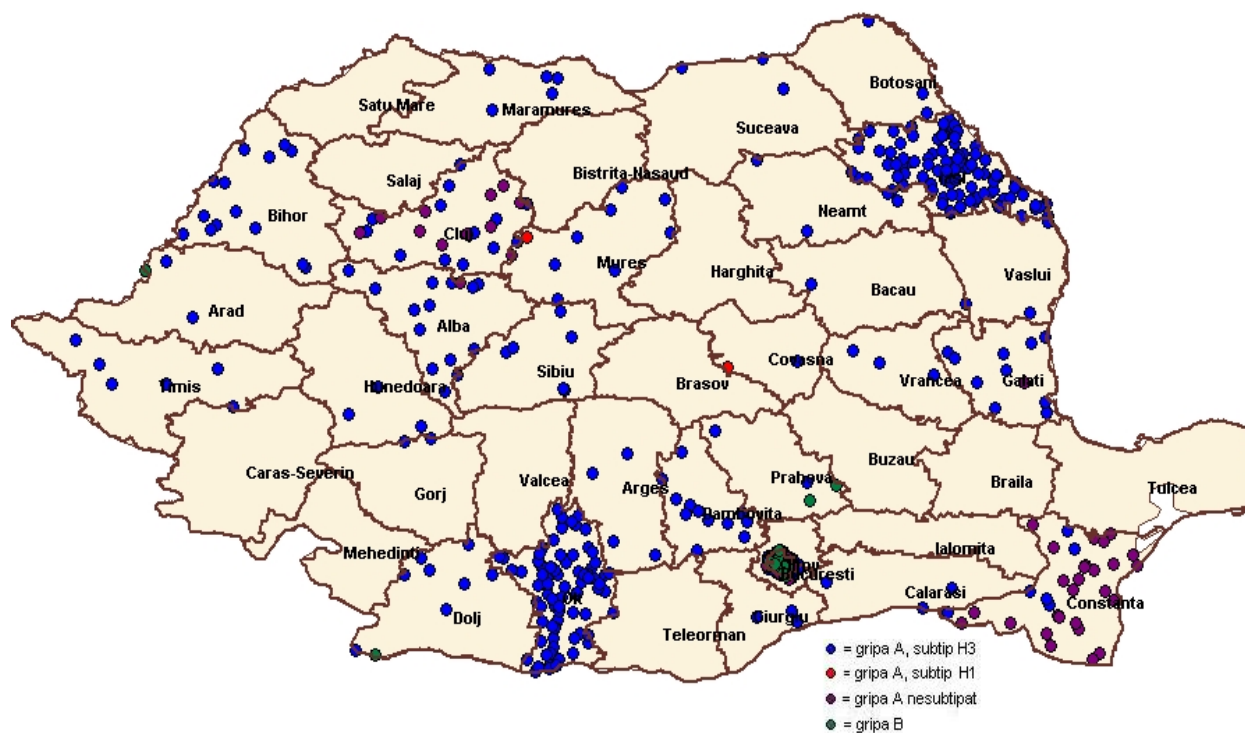 Botosani
Satu Mare
Maramures
Suceava
Salaj
Bistrita-Nasaud
Bihor
Neamt
Cluj
Mures
Harghita
Vaslui
Bacau
Arad
Alba
Covasna
Sibiu
Brasov
Vrancea
Galati
Timis
Hunedoara
Caras-Severin
Gorj
Valcea
Arges
Prahova
Buzau
Braila
Tulcea
Dambovita
Mehedinti
Ialomita
Bucuresti
Calarasi
Constanta
Dolj
Teleorman
Giurgiu
= gripa A, subtip H3
= gripa A, subtip H1
= gripa A nesubtipat
= gripa B